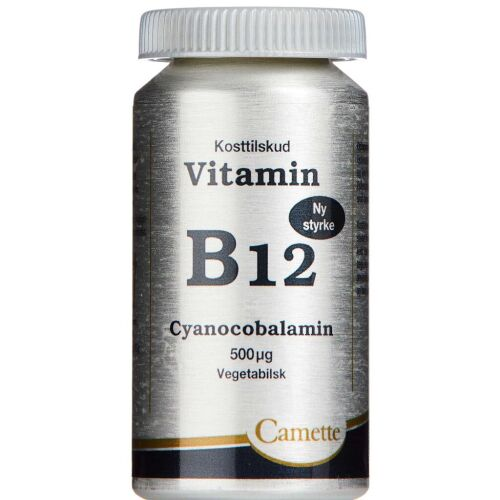 Kosttilskud
Vitamin
Ny
styrke
B12
Cyanocobalamin
500µg
Vegetabilsk
Camette